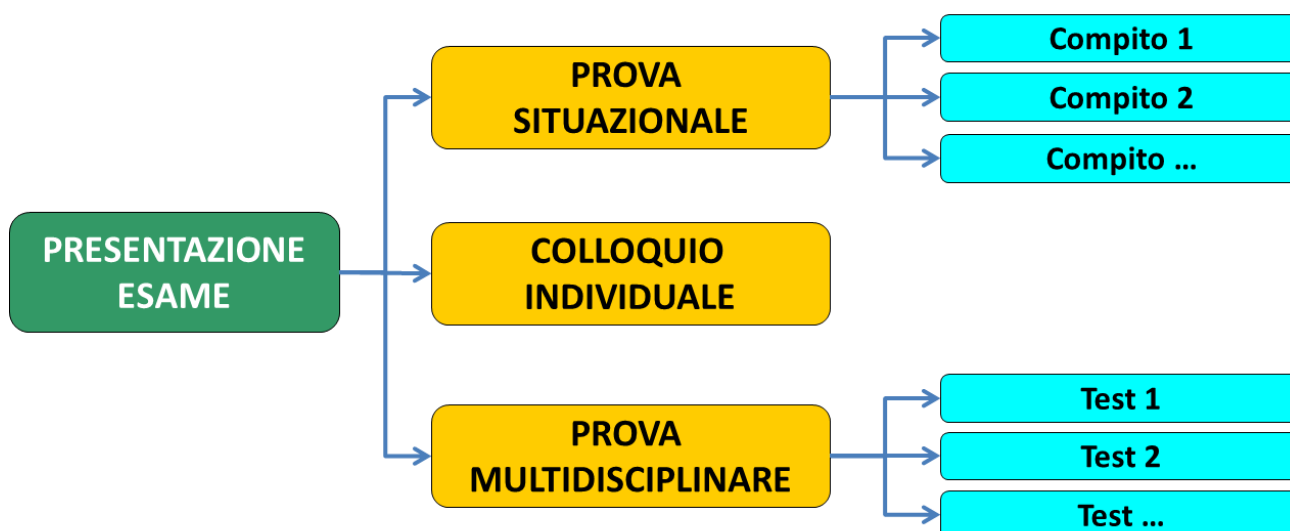 PRESENTAZIONE
ESAME
PROVA
SITUAZIONALE
Compito 1
Compito 2
Compito ...
COLLOQUIO
INDIVIDUALE
PROVA
MULTIDISCIPLINARE
Test 1
Test 2
Test ...